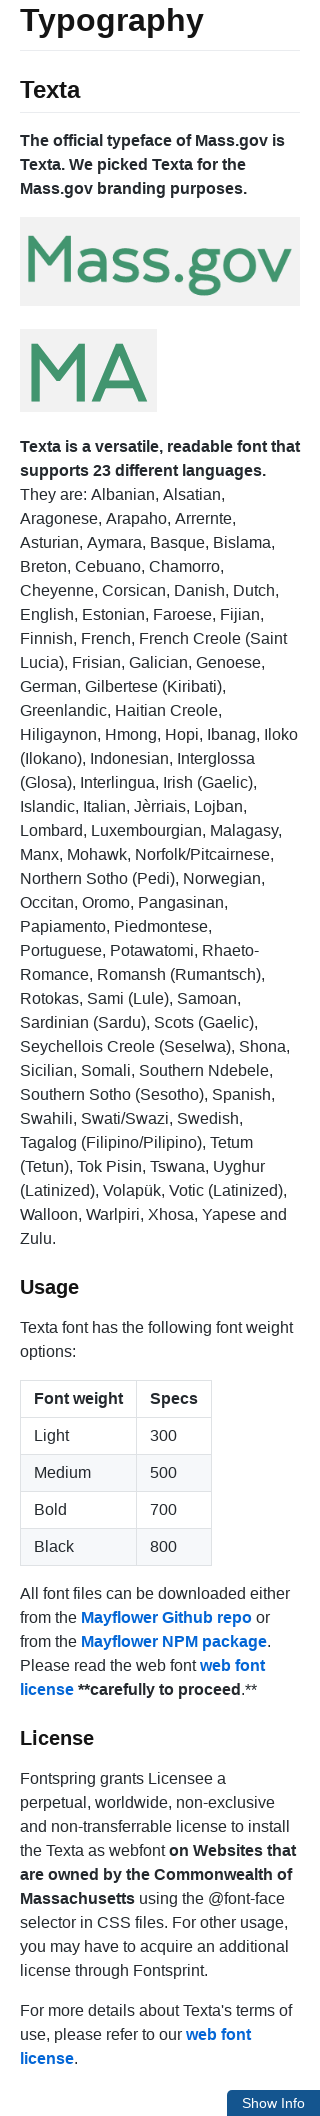 Typography
Texta
The official typeface of Mass.gov is
Texta. We picked Texta for the
Mass.gov branding purposes.
Mass.gov
MA
Texta is a versatile, readable font that
supports 23 different languages.
They are: Albanian, Alsatian,
Aragonese, Arapaho, Arrernte,
Asturian, Aymara, Basque, Bislama,
Breton, Cebuano, Chamorro,
Cheyenne, Corsican, Danish, Dutch,
English, Estonian, Faroese, Fijian,
Finnish, French, French Creole (Saint
Lucia), Frisian, Galician, Genoese,
German, Gilbertese (Kiribati),
Greenlandic, Haitian Creole,
Hiligaynon, Hmong, Hopi, Ibanag, Iloko
(Ilokano), Indonesian, Interglossa
(Glosa), Interlingua, Irish (Gaelic),
Islandic, Italian, Jèrriais, Lojban,
Lombard, Luxembourgian, Malagasy,
Manx, Mohawk, Norfolk/Pitcairnese,
Northern Sotho (Pedi), Norwegian,
Occitan, Oromo, Pangasinan,
Papiamento, Piedmontese,
Portuguese, Potawatomi, Rhaeto-
Romance, Romansh (Rumantsch),
Rotokas, Sami (Lule), Samoan,
Sardinian (Sardu), Scots (Gaelic),
Seychellois Creole (Seselwa), Shona,
Sicilian, Somali, Southern Ndebele,
Southern Sotho (Sesotho), Spanish,
Swahili, Swati/Swazi, Swedish,
Tagalog (Filipino/Pilipino), Tetum
(Tetun), Tok Pisin, Tswana, Uyghur
(Latinized), Volapük, Votic (Latinized),
Walloon, Warlpiri, Xhosa, Yapese and
Zulu.
Usage
Texta font has the following font weight
options:
Font weight Specs
Light 300
Medium 500
Bold 700
Black 800
All font files can be downloaded either
from the Mayflower Github repo or
from the Mayflower NPM package.
Please read the web font web font
license **carefully to proceed.**
License
Fontspring grants Licensee a
perpetual, worldwide, non-exclusive
and non-transferrable license to install
the Texta as webfont on Websites that
are owned by the Commonwealth of
Massachusetts using the @font-face
selector in CSS files. For other usage,
you may have to acquire an additional
license through Fontsprint.
For more details about Texta's terms of
use, please refer to our web font
license.
Show Info